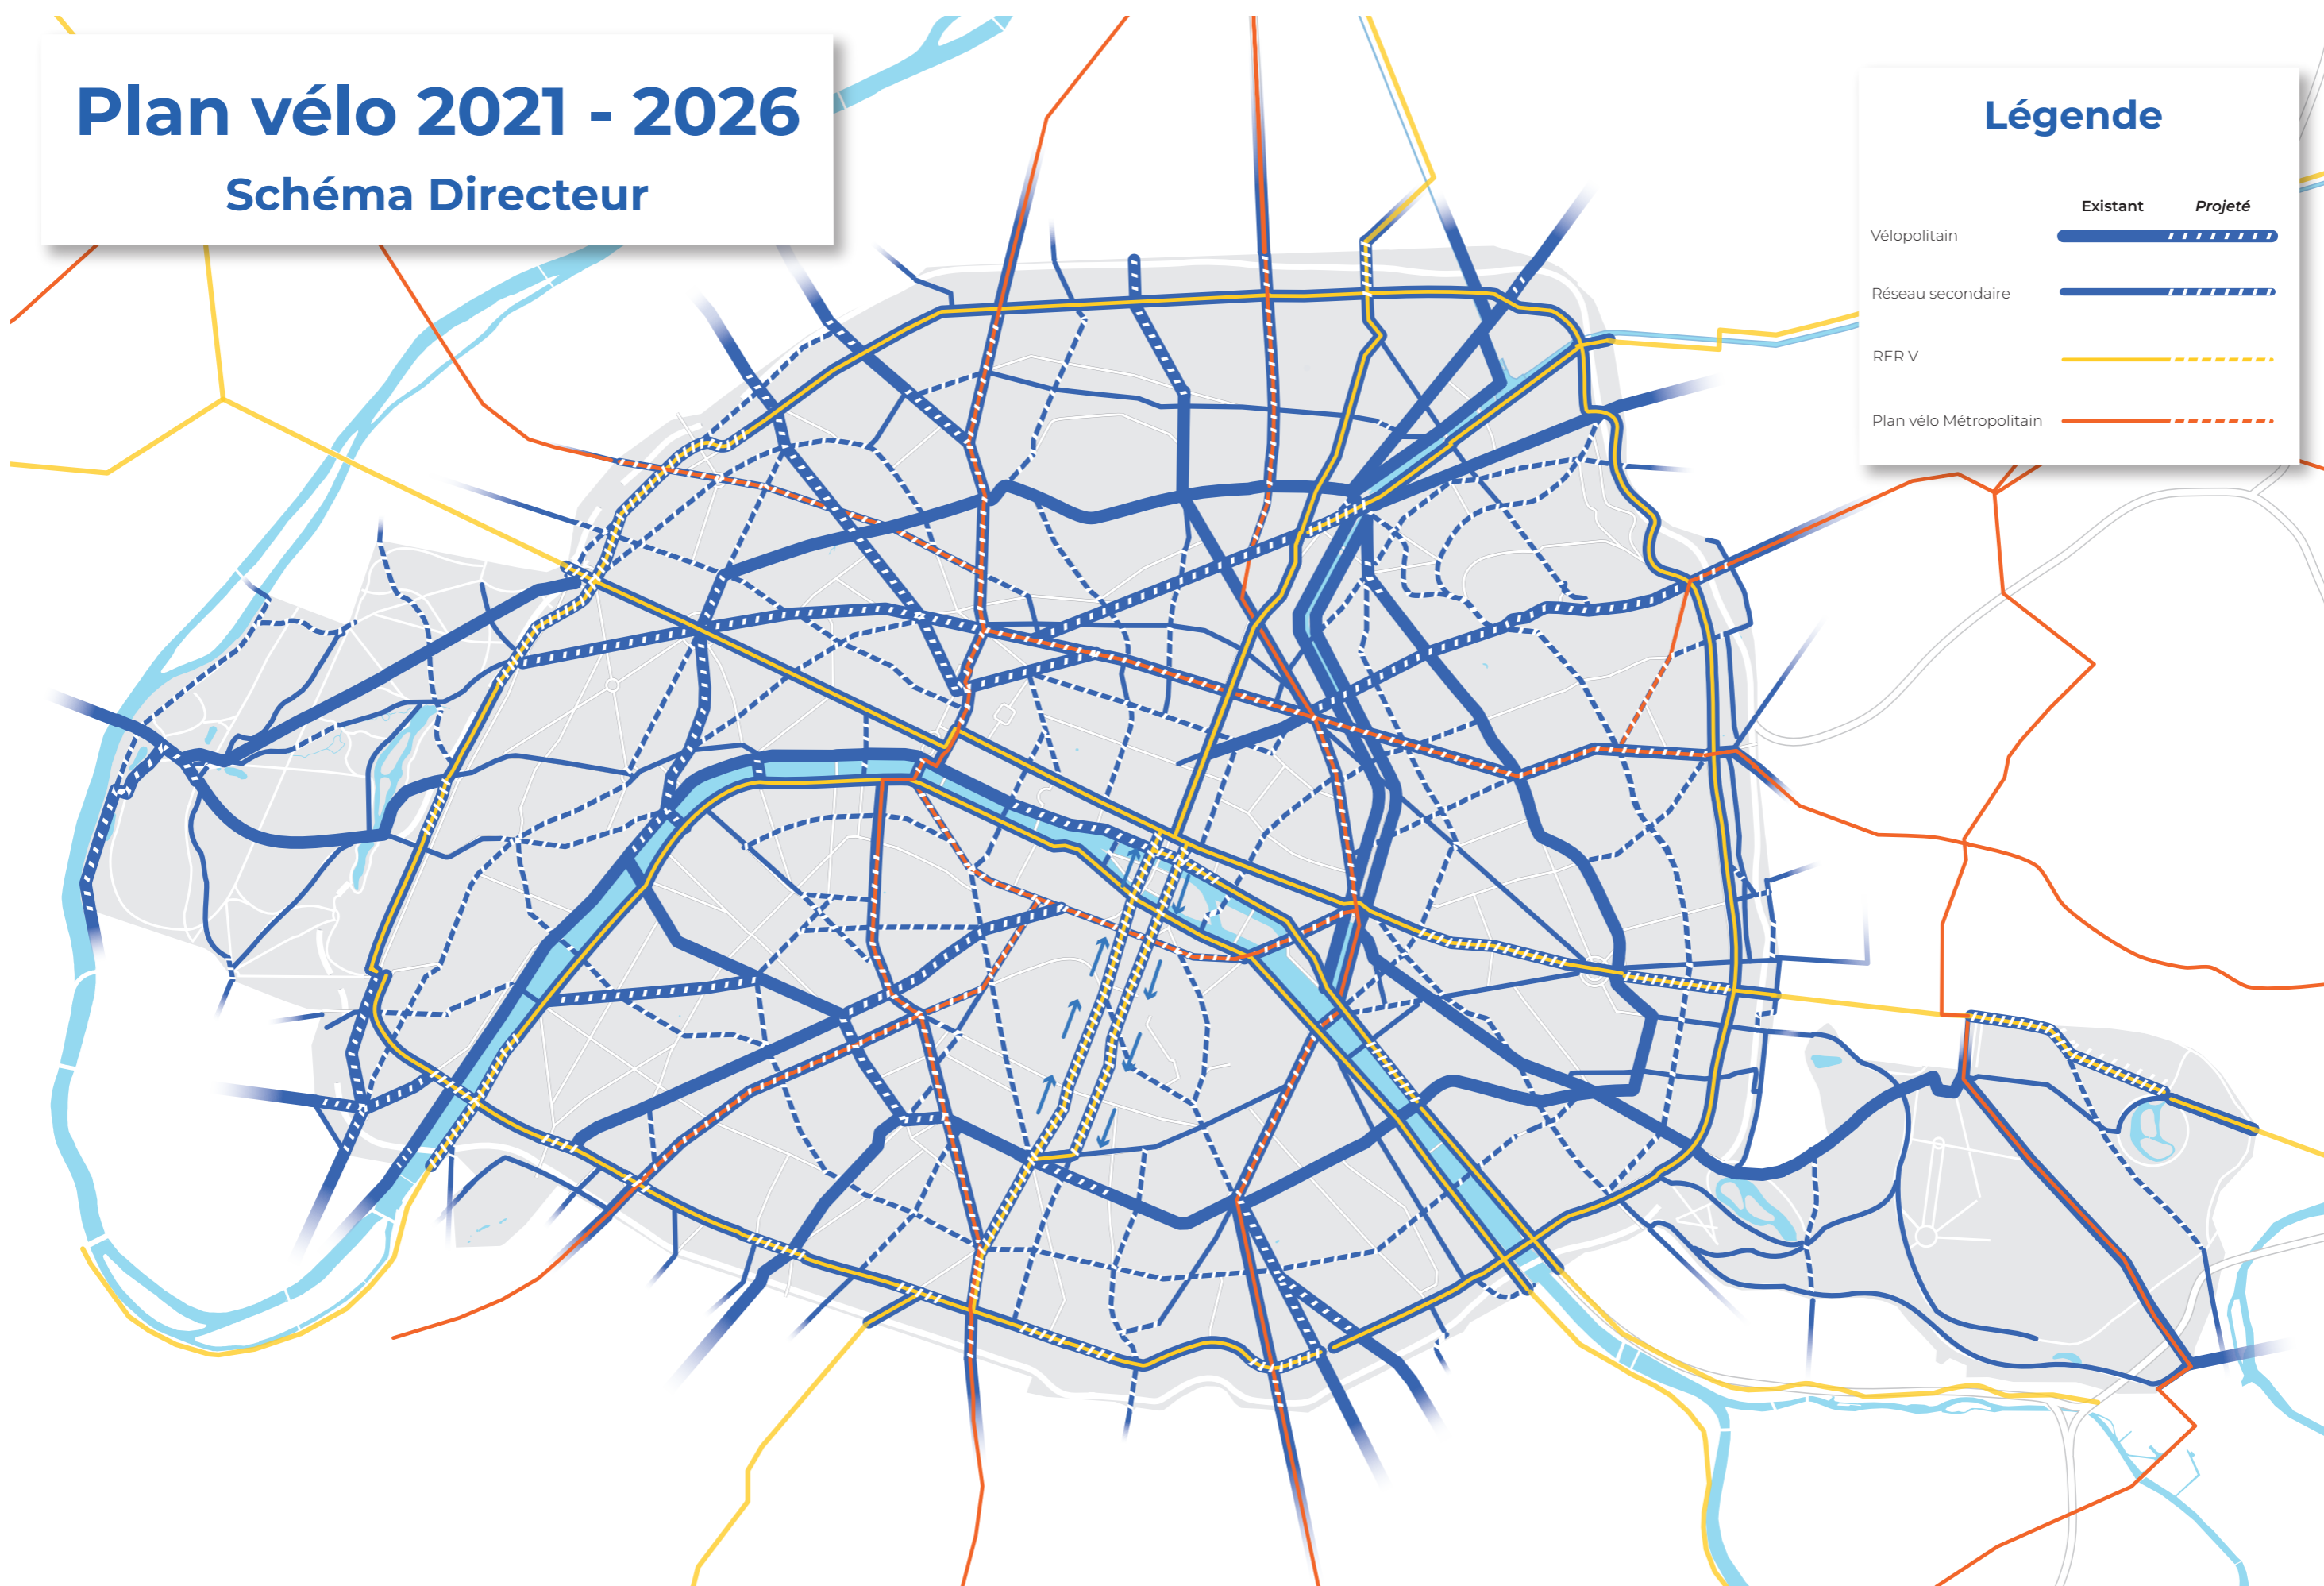 Plan vélo 2021 - 2026
Schéma Directeur
Légende
Existant Projeté
Vélopolitain
Réseau secondaire
RER V
Plan vélo Métropolitain